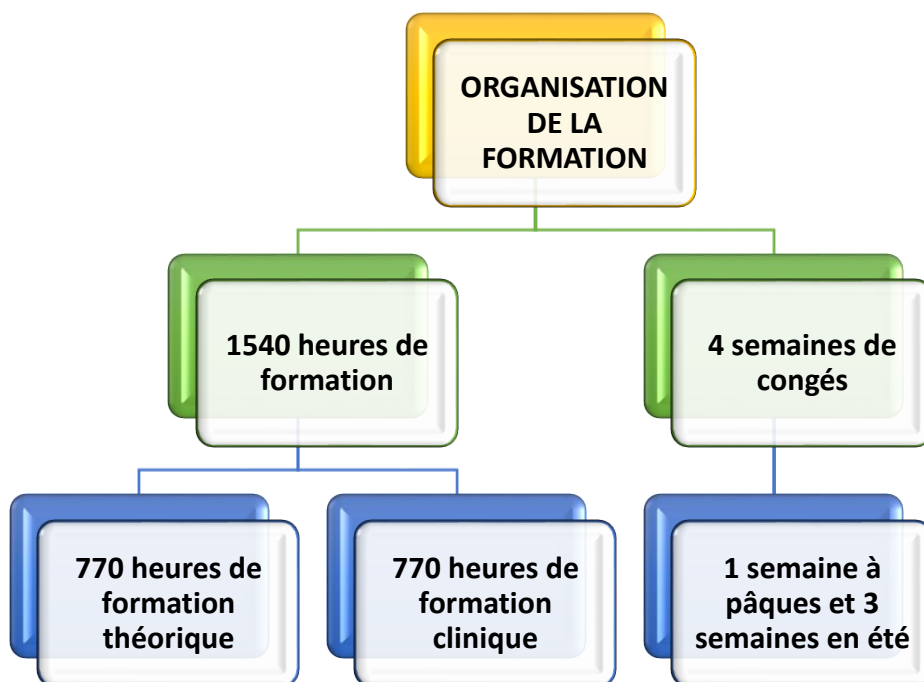 ORGANISATION
DE LA
FORMATION
1540 heures de
formation
4 semaines de
congés
770 heures de
formation
théorique
770 heures de
formation
clinique
1 semaine à
pâques et 3
semaines en été